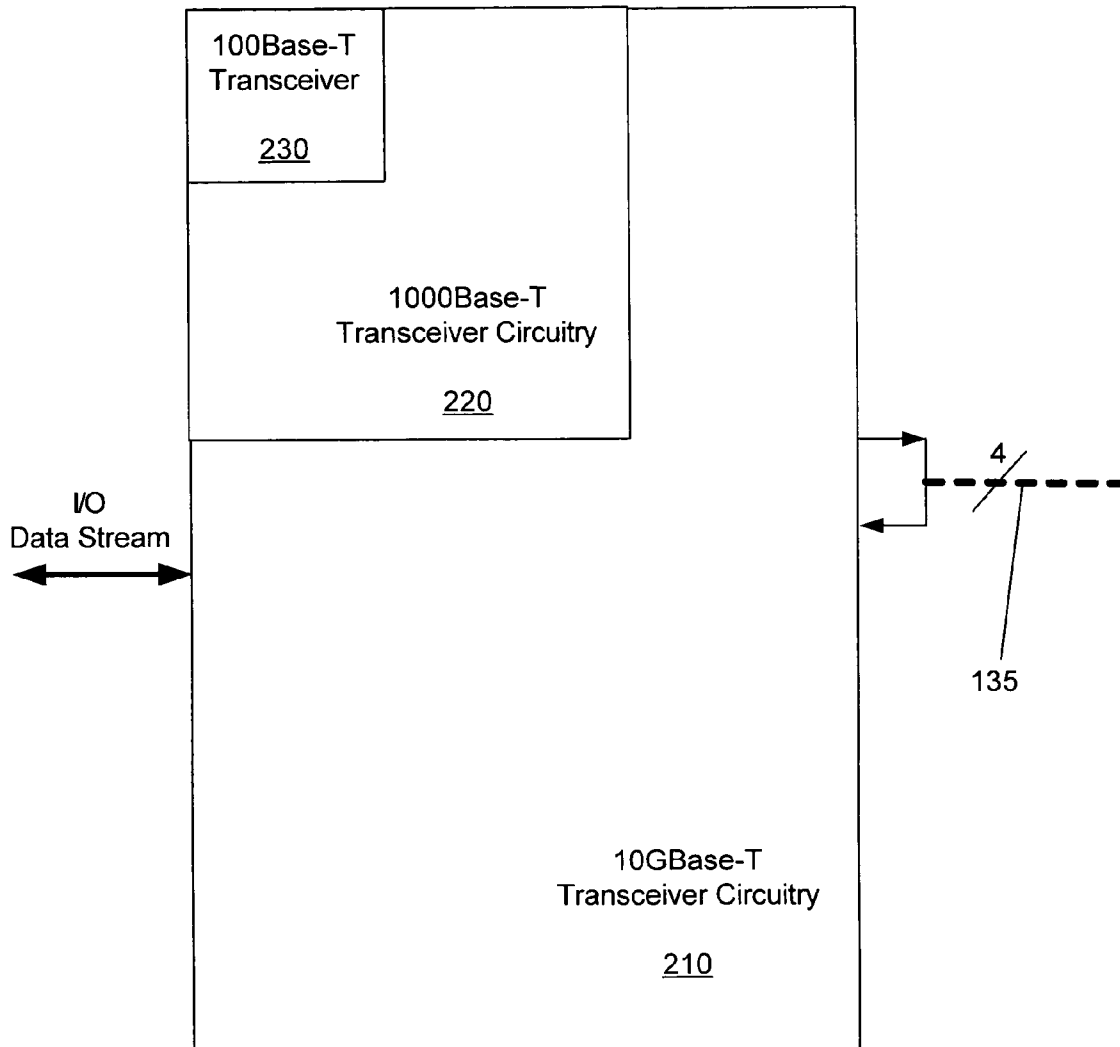 100Base-T
Transceiver
230
1000Base-T
Transceiver Circuitry
220
4
I/O
Data Stream
135
10GBase-T
Transceiver Circuitry
210